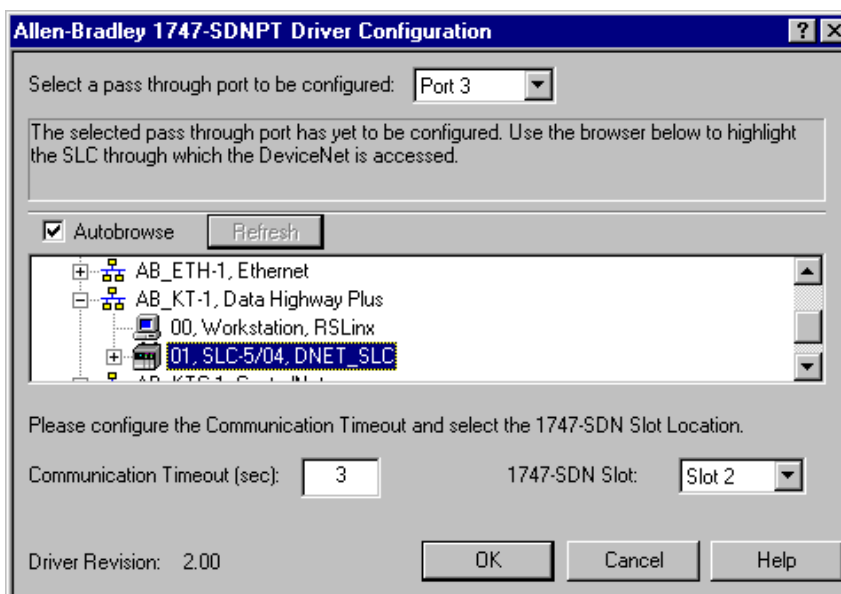 Allen-Bradley 1747-SDNPT Driver Configuration
Select a pass through port to be configured: Port 3
The selected pass through port has yet to be configured. Use the browser below to highlight
the SLC through which the DeviceNet is accessed.
Autobrowse Refresh
AB_ETH-1, Ethernet
AB_KT-1, Data Highway Plus
00, Workstation, RSLinx
01, SLC-5/04, DNET_SLC
Please configure the Communication Timeout and select the 1747-SDN Slot Location.
Communication Timeout (sec): 3 1747-SDN Slot: Slot 2
Driver Revision: 2.00 OK Cancel Help